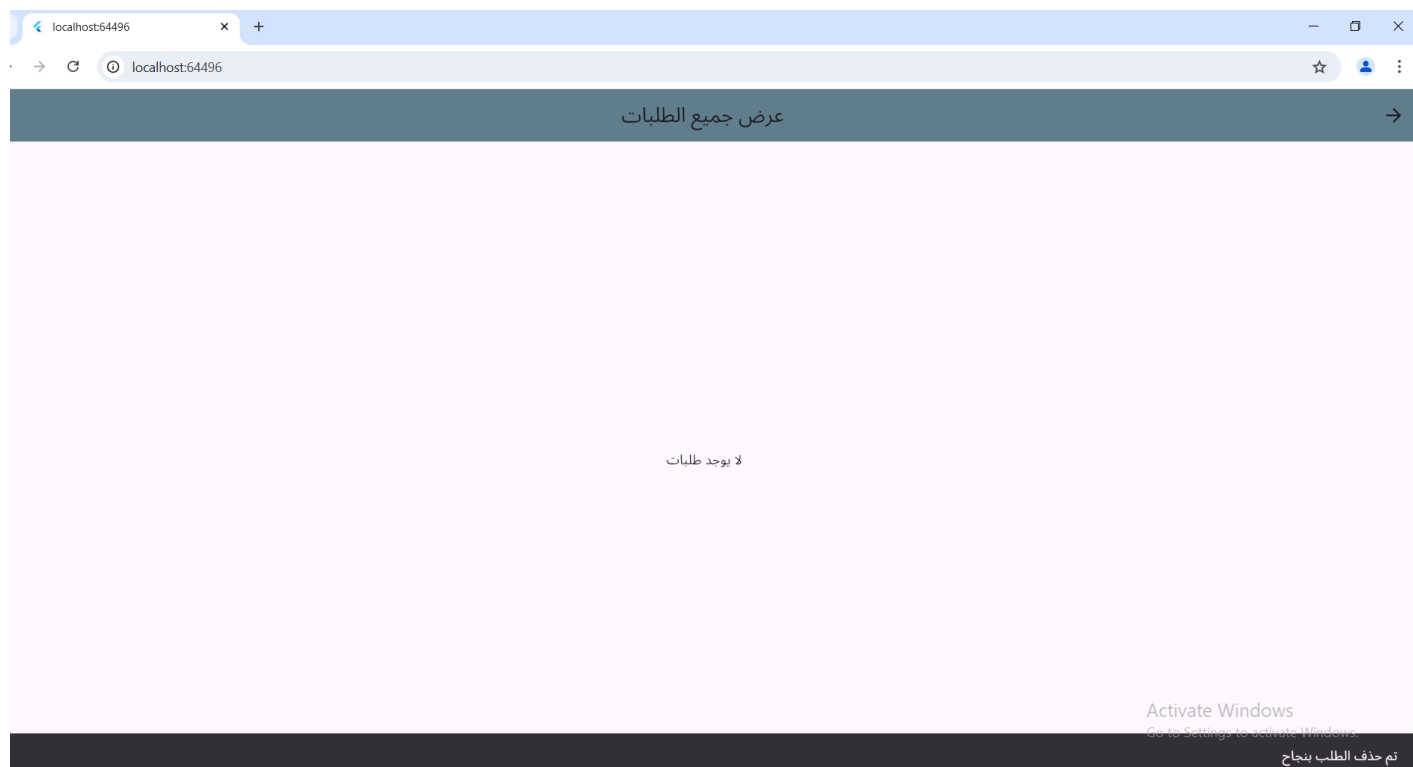 localhost:64496
localhost:64496
عرض جميع الطلبات
لا يوجد طلبات
Activate Windows
Go to Settings to activate Windows.
تم حذف الطلب بنجاح